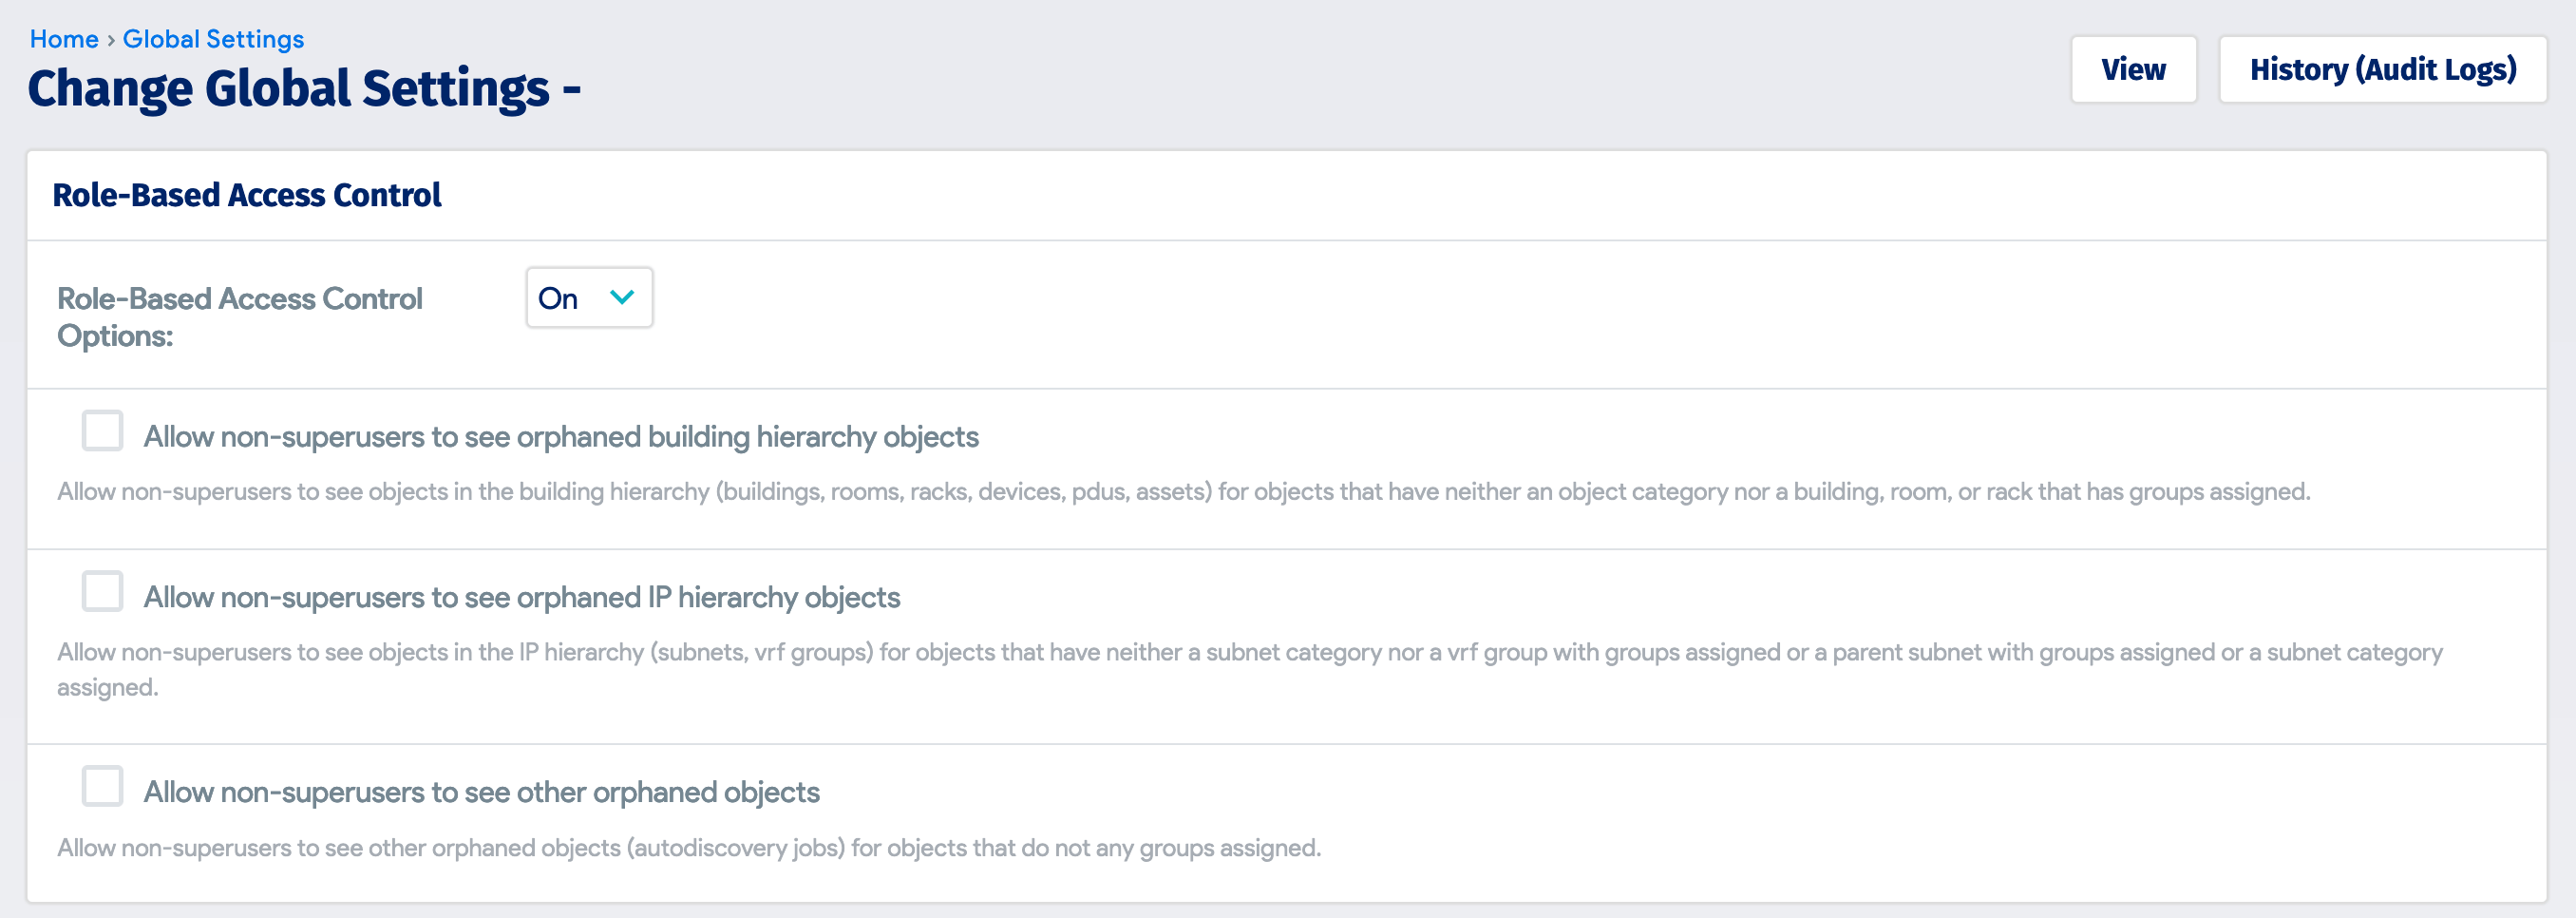 Home › Global Settings
Change Global Settings -
View
History (Audit Logs)
Role-Based Access Control
Role-Based Access Control
Options:
On
Allow non-superusers to see orphaned building hierarchy objects
Allow non-superusers to see objects in the building hierarchy (buildings, rooms, racks, devices, pdus, assets) for objects that have neither an object category nor a building, room, or rack that has groups assigned.
Allow non-superusers to see orphaned IP hierarchy objects
Allow non-superusers to see objects in the IP hierarchy (subnets, vrf groups) for objects that have neither a subnet category nor a vrf group with groups assigned or a parent subnet with groups assigned or a subnet category
assigned.
Allow non-superusers to see other orphaned objects
Allow non-superusers to see other orphaned objects (autodiscovery jobs) for objects that do not any groups assigned.